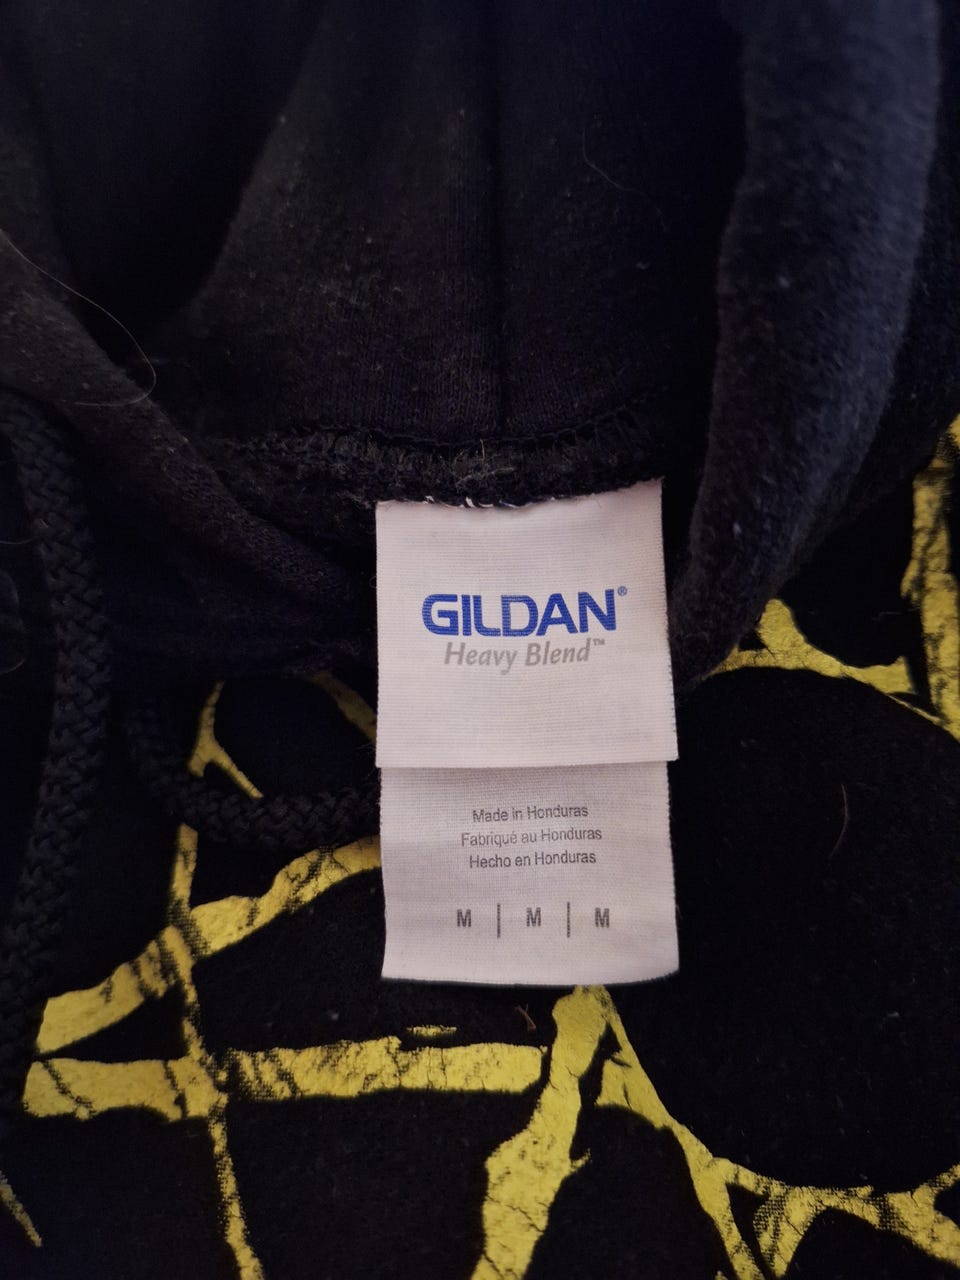 GILDAN®
Heavy Blend™
Made in Honduras
Fabriqué au Honduras
Hecho en Honduras
M | M | M